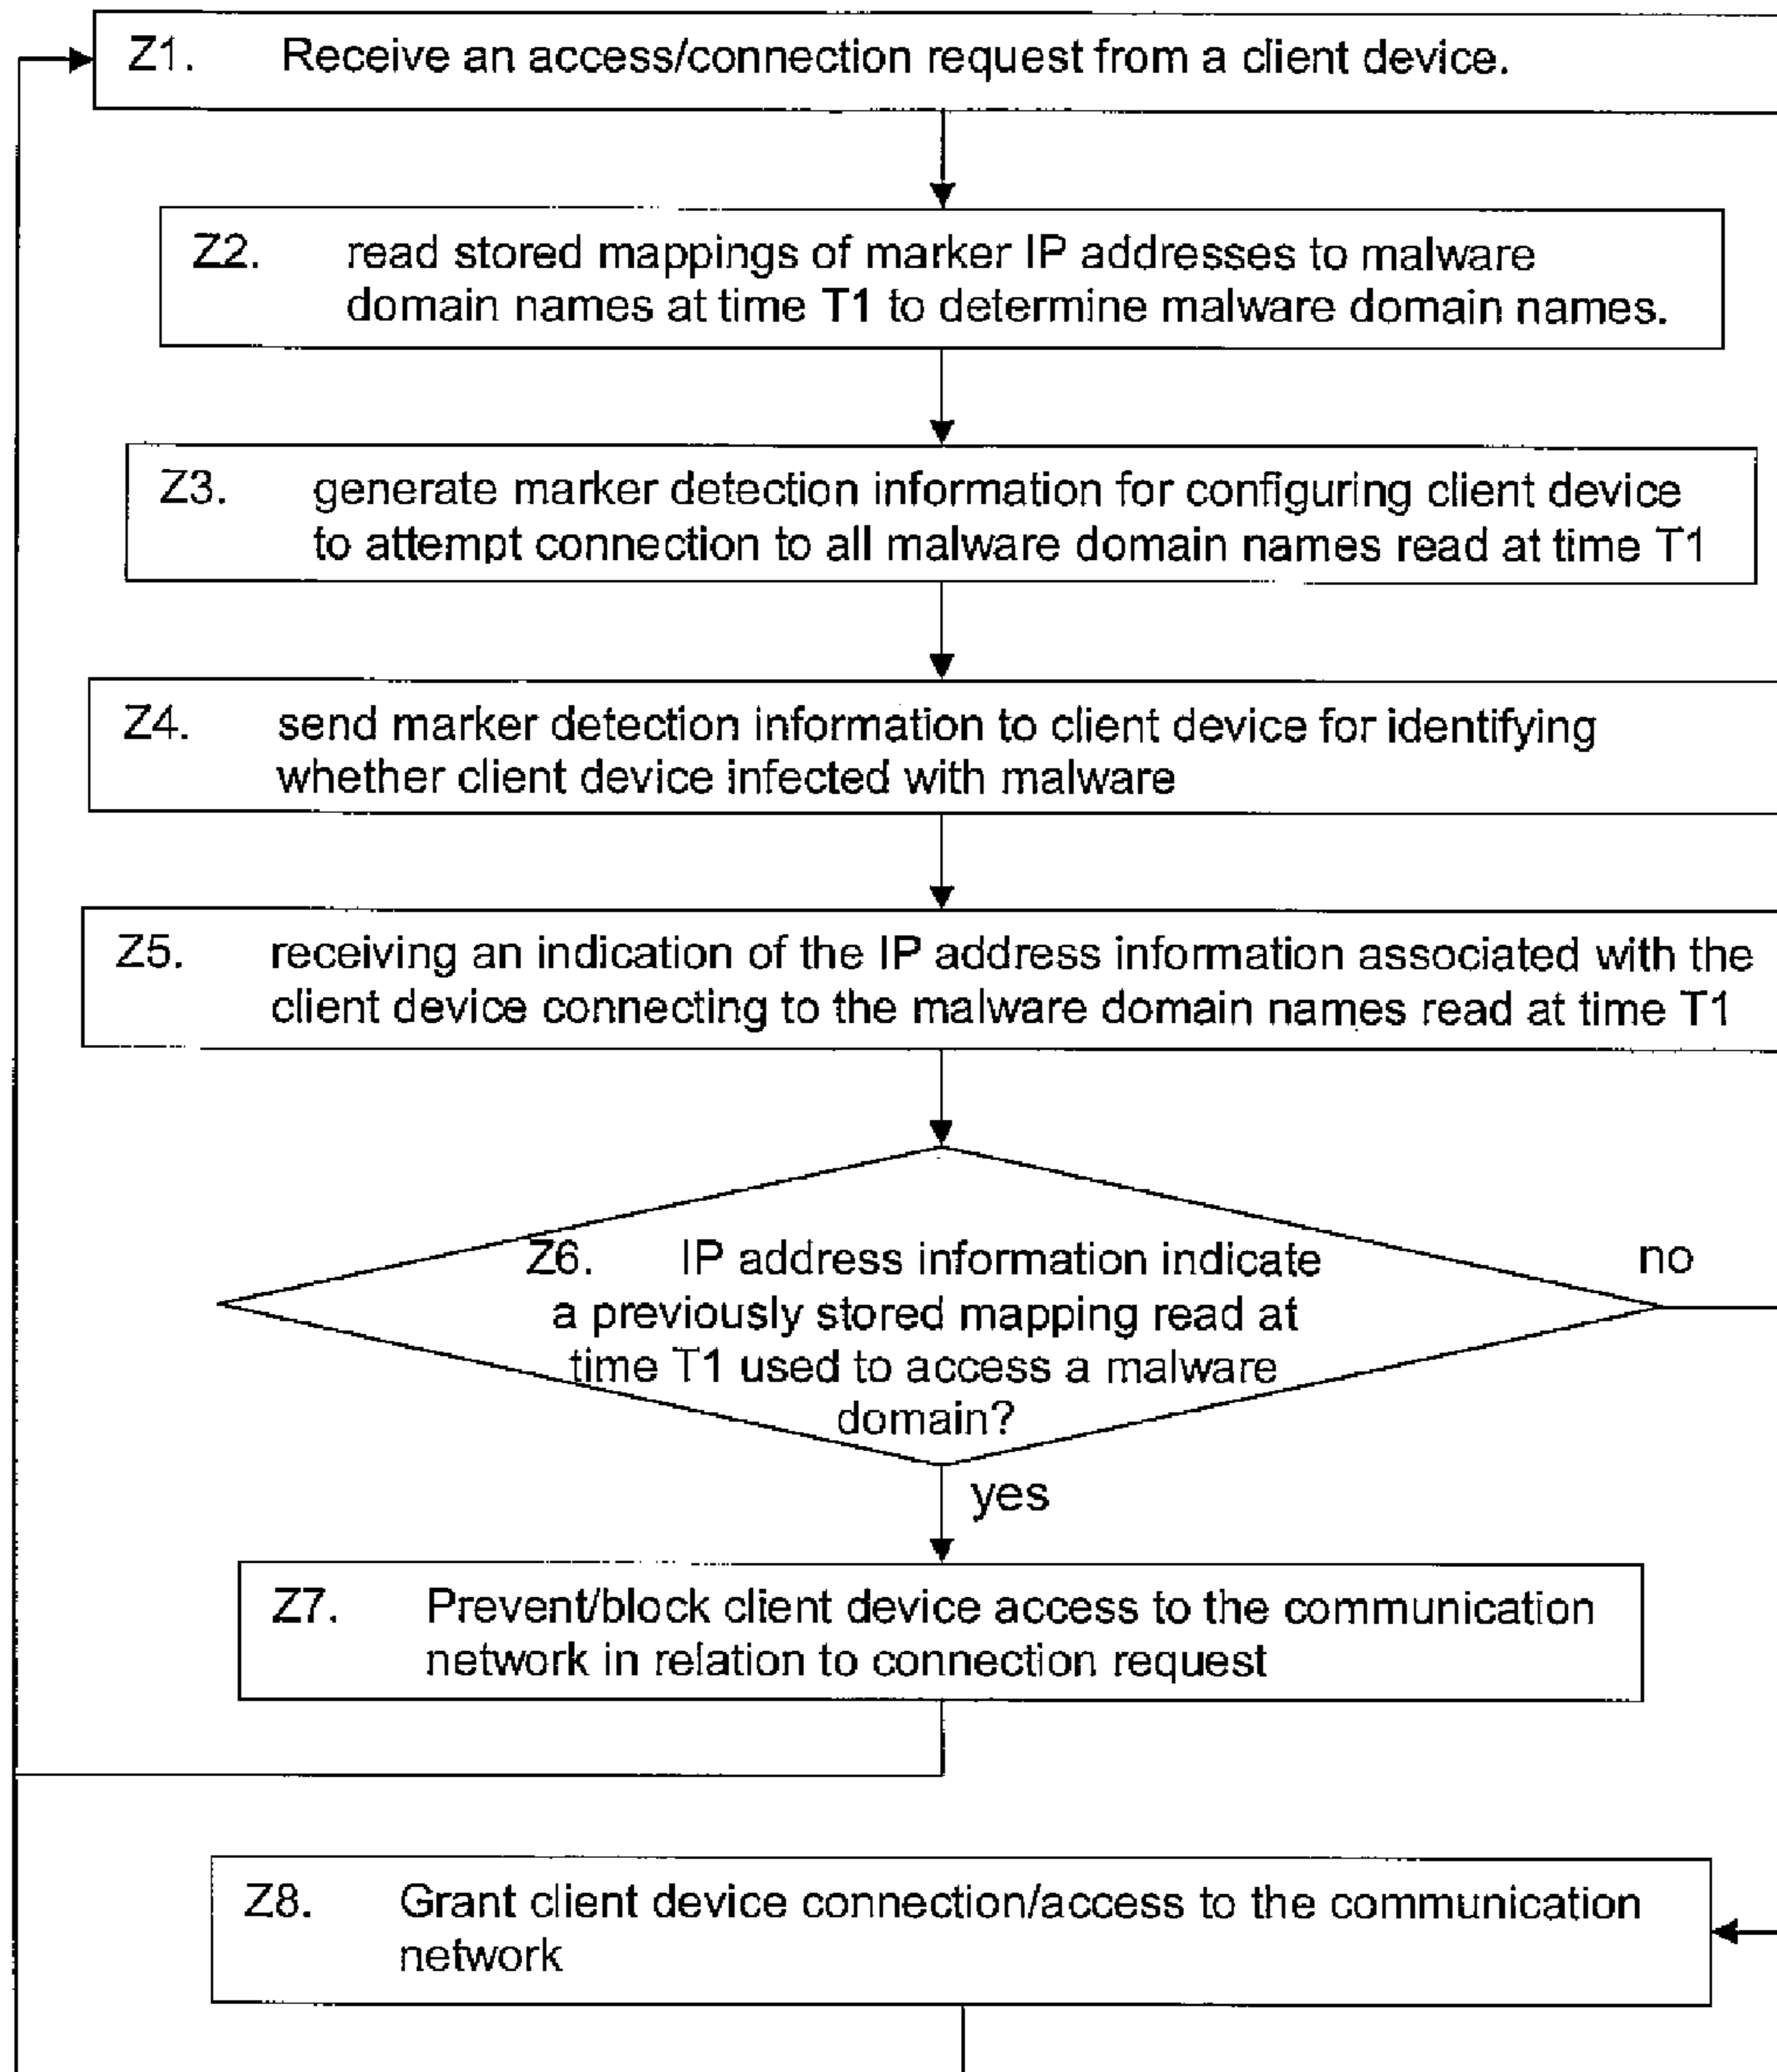 Z1. Receive an access/connection request from a client device.
Z2. read stored mappings of marker IP addresses to malware
domain names at time T1 to determine malware domain names.
Z3. generate marker detection information for configuring client device
to attempt connection to all malware domain names read at time T1
Z4. send marker detection information to client device for identifying
whether client device infected with malware
Z5. receiving an indication of the IP address information associated with the
client device connecting to the malware domain names read at time T1
Z6. IP address information indicate
a previously stored mapping read at
time T1 used to access a malware
domain?
no
yes
Z7. Prevent/block client device access to the communication
network in relation to connection request
Z8. Grant client device connection/access to the communication
network